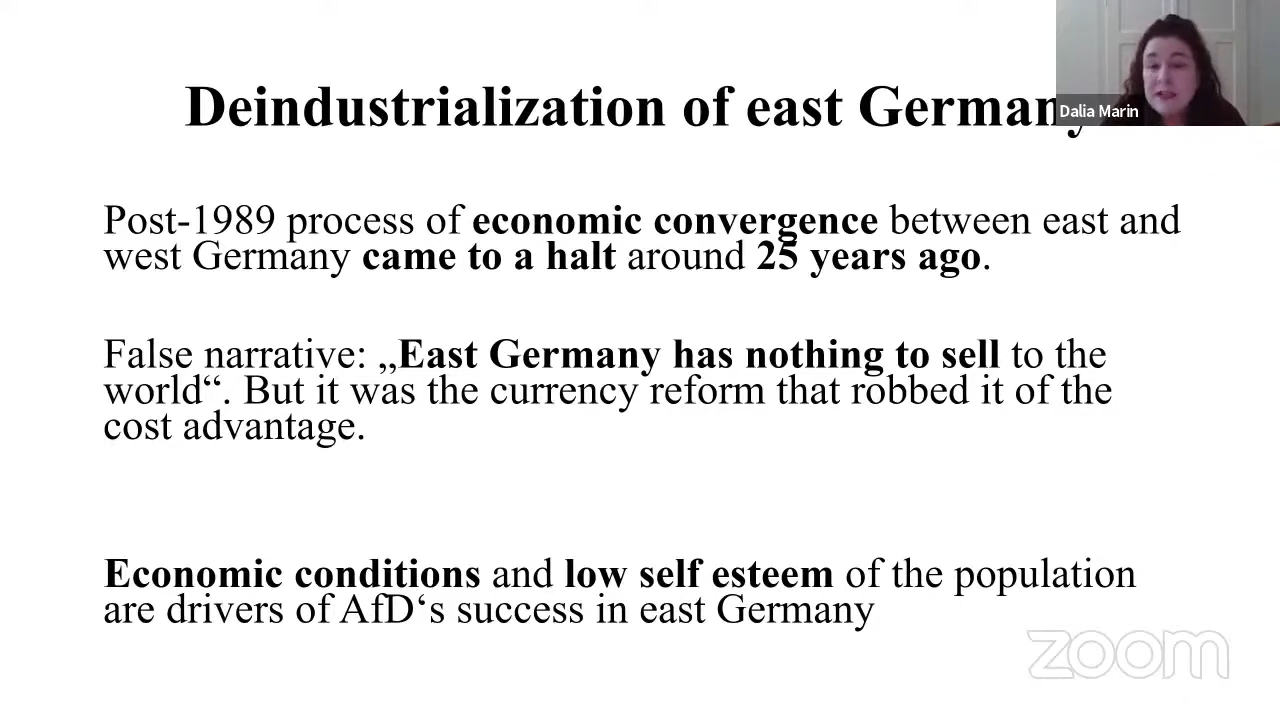 Deindustrialization of east Germany
Dalia Marin
Post-1989 process of economic convergence between east and
west Germany came to a halt around 25 years ago.
False narrative: „East Germany has nothing to sell to the
world“. But it was the currency reform that robbed it of the
cost advantage.
Economic conditions and low self esteem of the population
are drivers of AfD‘s success in east Germany
zoom